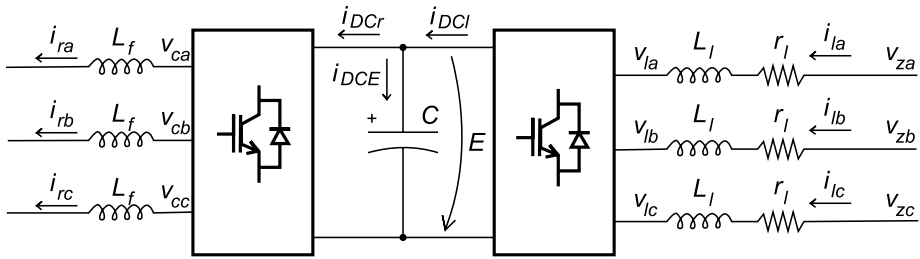 i_ra L_f v_ca
i_rb L_f v_cb
i_rc L_f v_cc
i_DCr i_DCl
i_DCE
+ C E
v_la L_l r_l i_la v_za
v_lb L_l r_l i_lb v_zb
v_lc L_l r_l i_lc v_zc